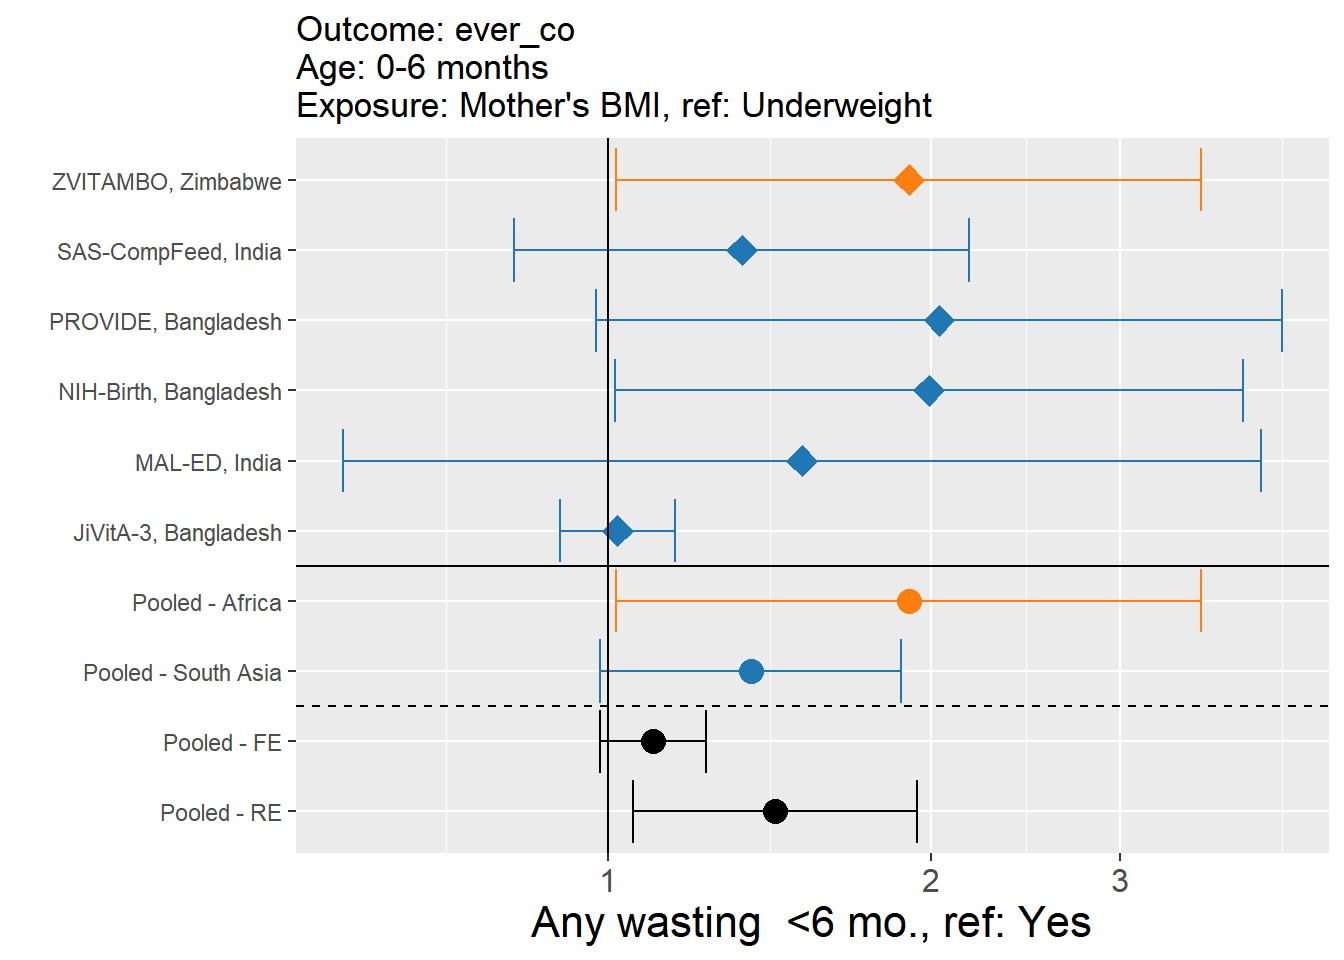 Outcome: ever_co
Age: 0-6 months
Exposure: Mother's BMI, ref: Underweight
ZVITAMBO, Zimbabwe
SAS-CompFeed, India
PROVIDE, Bangladesh
NIH-Birth, Bangladesh
MAL-ED, India
JiVitA-3, Bangladesh
Pooled - Africa
Pooled - South Asia
Pooled - FE
Pooled - RE
1 2 3
Any wasting  <6 mo., ref: Yes